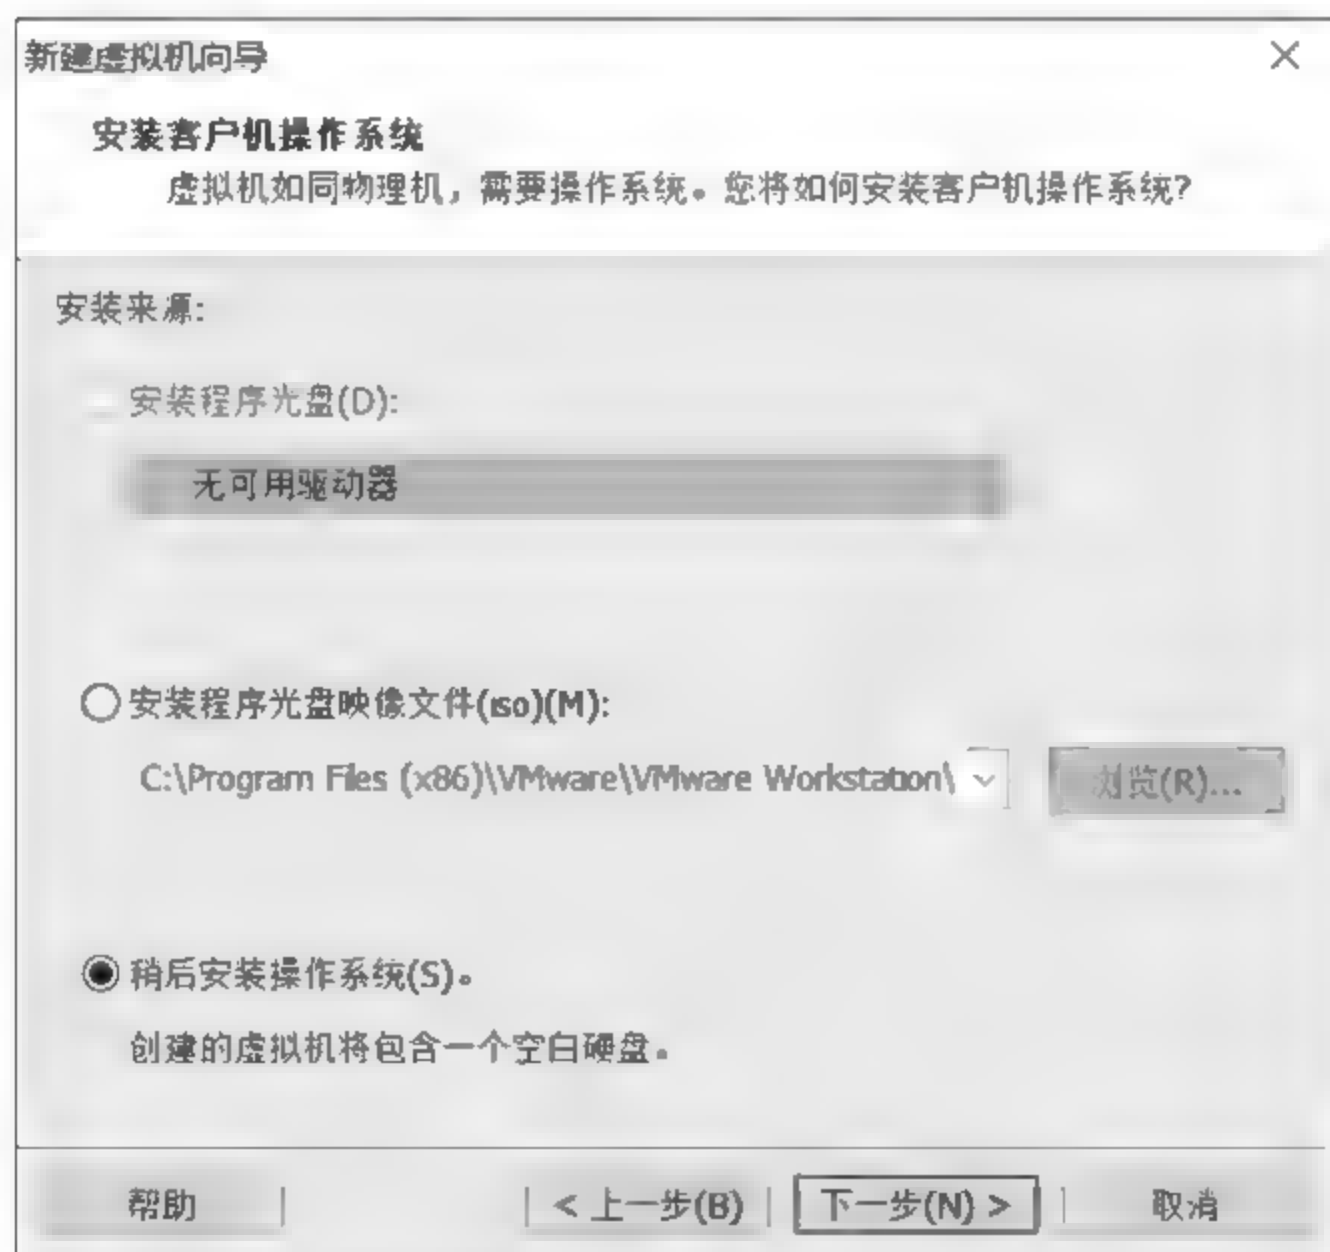 新建虚拟机向导
安装客户机操作系统
虚拟机如同物理机，需要操作系统。您将如何安装客户机操作系统?
安装来源:
安装程序光盘(D):
无可用驱动器
安装程序光盘映像文件(iso)(M):
C:\Program Files (x86)\VMware\VMware Workstation\
浏览(R)...
稍后安装操作系统(S)。
创建的虚拟机将包含一个空白硬盘。
帮助
< 上一步(B)
下一步(N) >
取消